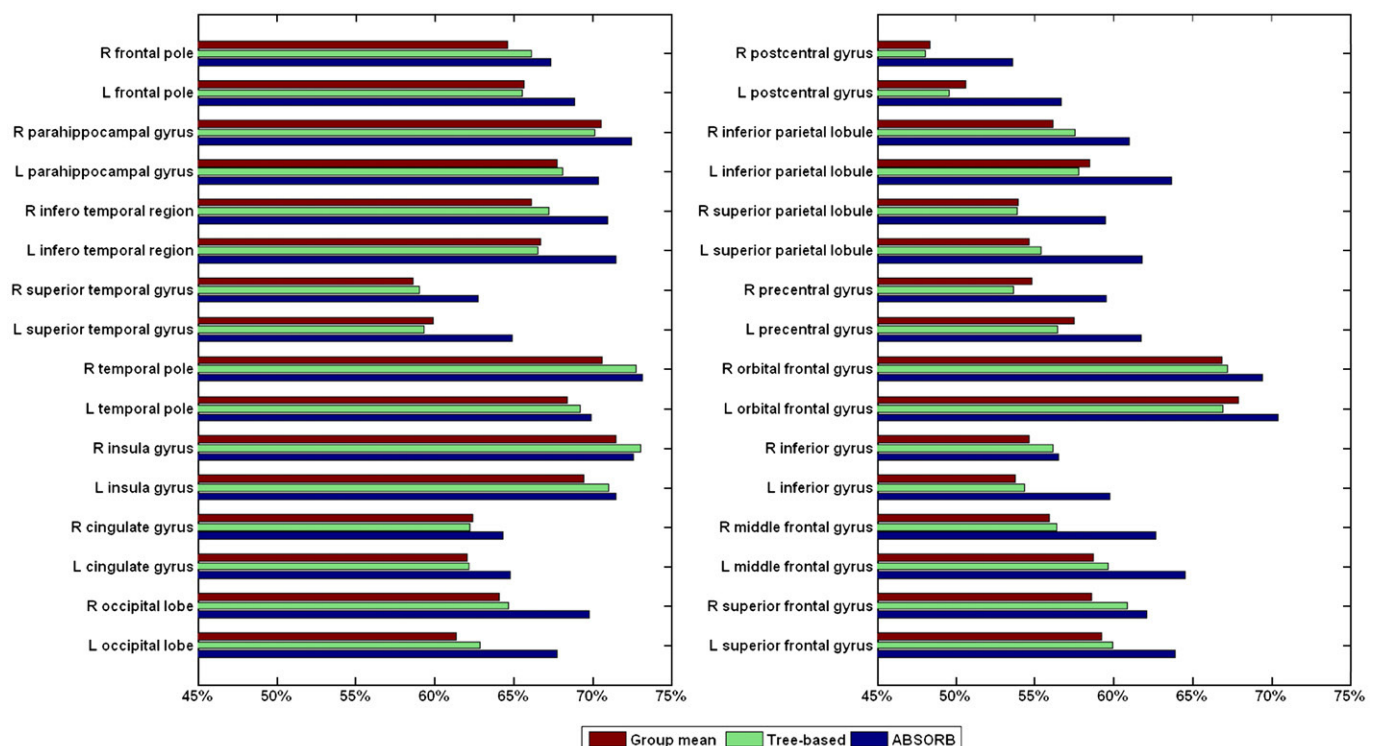 R frontal pole
L frontal pole
R parahippocampal gyrus
L parahippocampal gyrus
R infero temporal region
L infero temporal region
R superior temporal gyrus
L superior temporal gyrus
R temporal pole
L temporal pole
R insula gyrus
L insula gyrus
R cingulate gyrus
L cingulate gyrus
R occipital lobe
L occipital lobe
45% 50% 55% 60% 65% 70% 75%
R postcentral gyrus
L postcentral gyrus
R inferior parietal lobule
L inferior parietal lobule
R superior parietal lobule
L superior parietal lobule
R precentral gyrus
L precentral gyrus
R orbital frontal gyrus
L orbital frontal gyrus
R inferior gyrus
L inferior gyrus
R middle frontal gyrus
L middle frontal gyrus
R superior frontal gyrus
L superior frontal gyrus
45% 50% 55% 60% 65% 70% 75%
Group mean Tree-based ABSORB